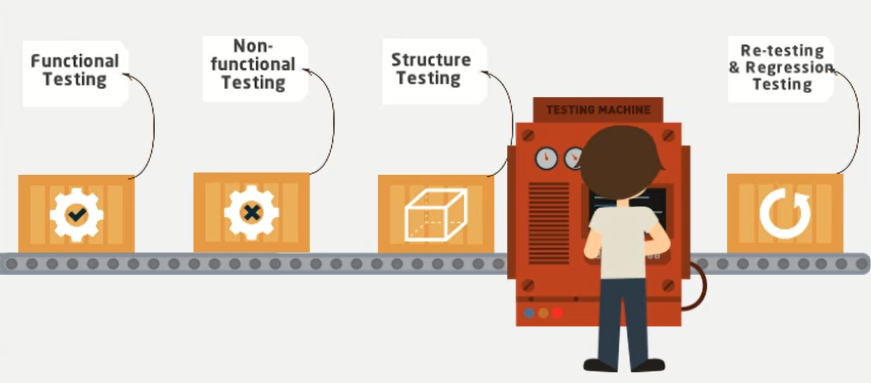 Functional
Testing
Non-
functional
Testing
Structure
Testing
TESTING MACHINE
Re-testing
& Regression
Testing